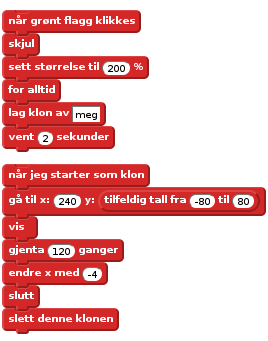 når grønt flagg klikkes
skjul
sett størrelse til 200 %
for alltid
lag klon av meg
vent 2 sekunder
når jeg starter som klon
gå til x: 240 y: tilfeldig tall fra -80 til 80
vis
gjenta 120 ganger
endre x med -4
slutt
slett denne klonen